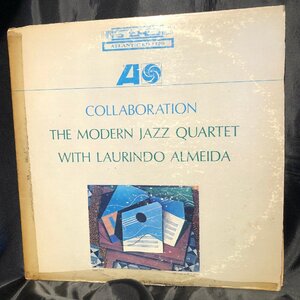 COLLABORATION
THE MODERN JAZZ QUARTET
WITH LAURINDO ALMEIDA